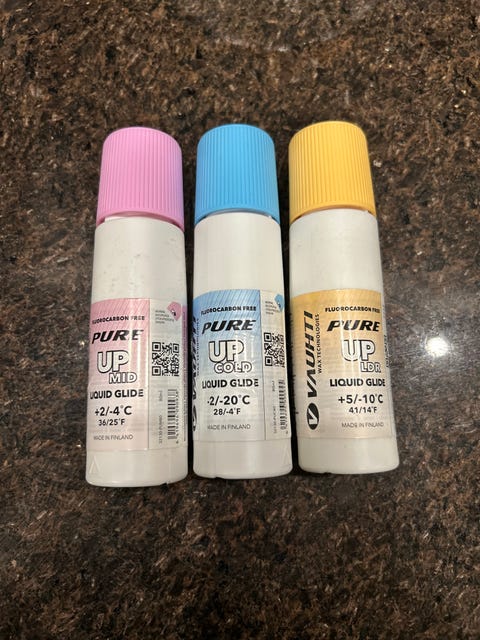 FLUOROCARBON FREE
PURE
UP
MID
LIQUID GLIDE
+2/-4°C
36/25°F
MADE IN FINLAND
FLUOROCARBON FREE
PURE
UP
COLD
LIQUID GLIDE
-2/-20°C
28/-4°F
MADE IN FINLAND
VAUHTI
WAX TECHNOLOGIES
FLUOROCARBON FREE
PURE
UP
LDR
LIQUID GLIDE
+5/-10°C
41/14°F
MADE IN FINLAND